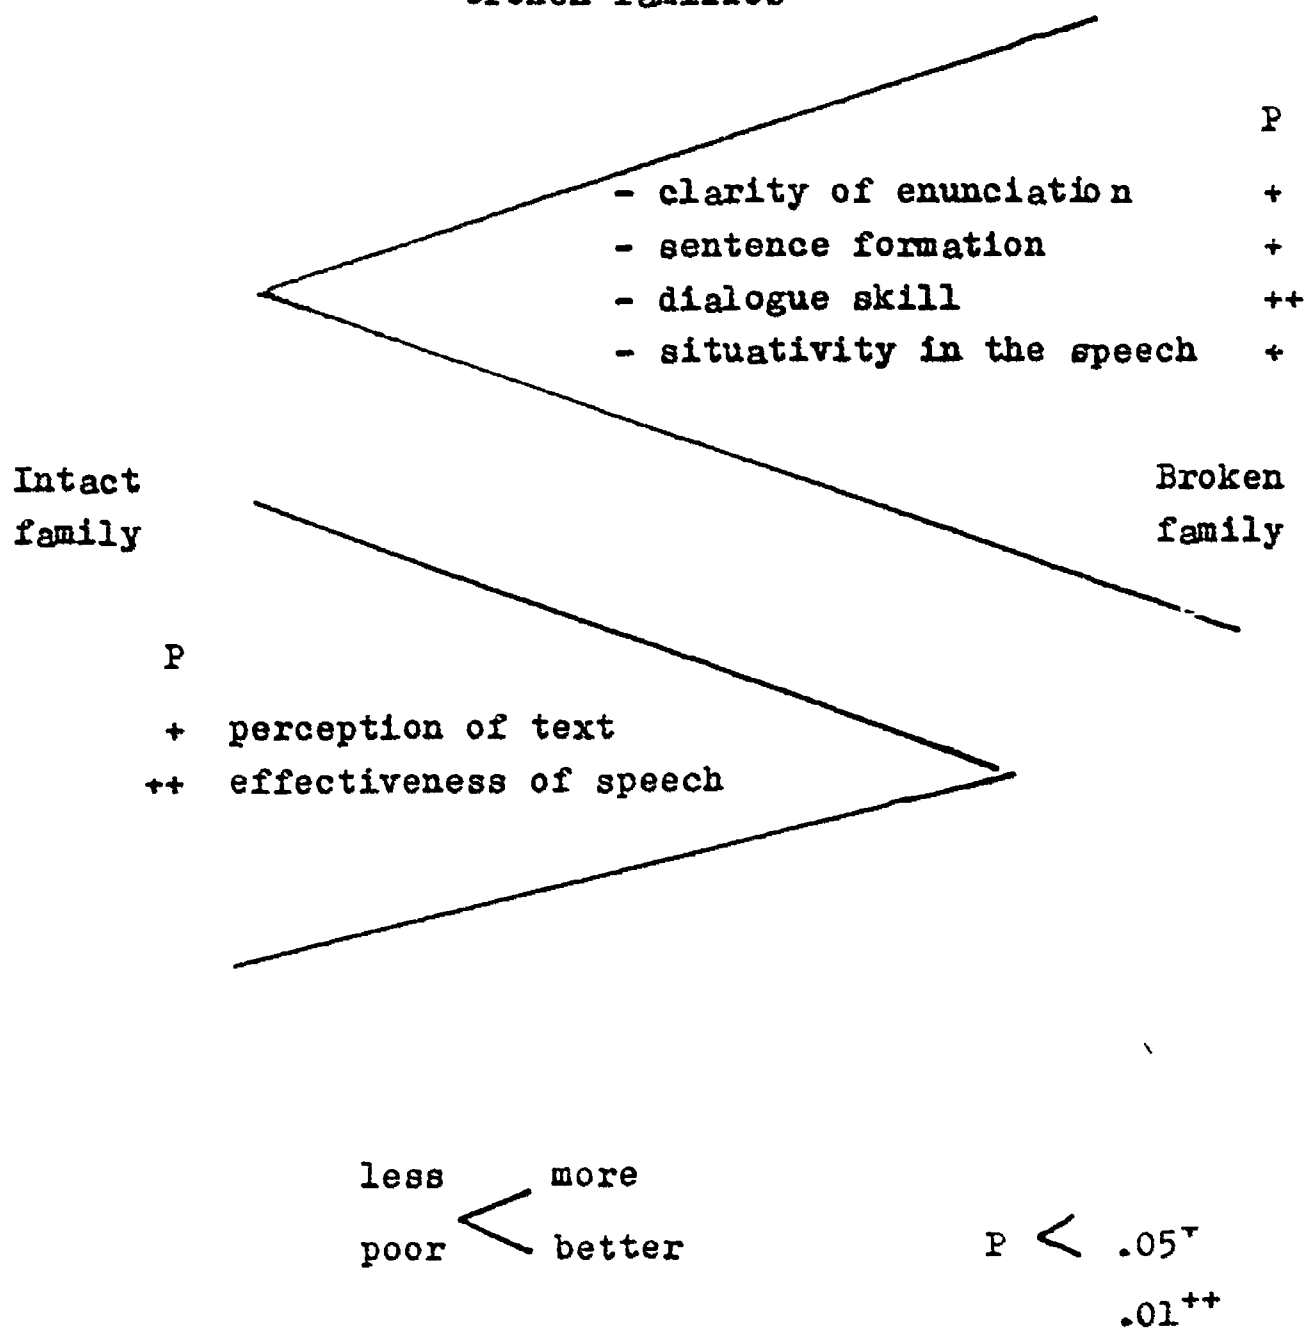 families
P
- clarity of enunciation +
- sentence formation +
- dialogue skill ++
- situativity in the speech +
Intact
family
Broken
family
P
+ perception of text
++ effectiveness of speech
less < more
poor better
P < .05+
.01++